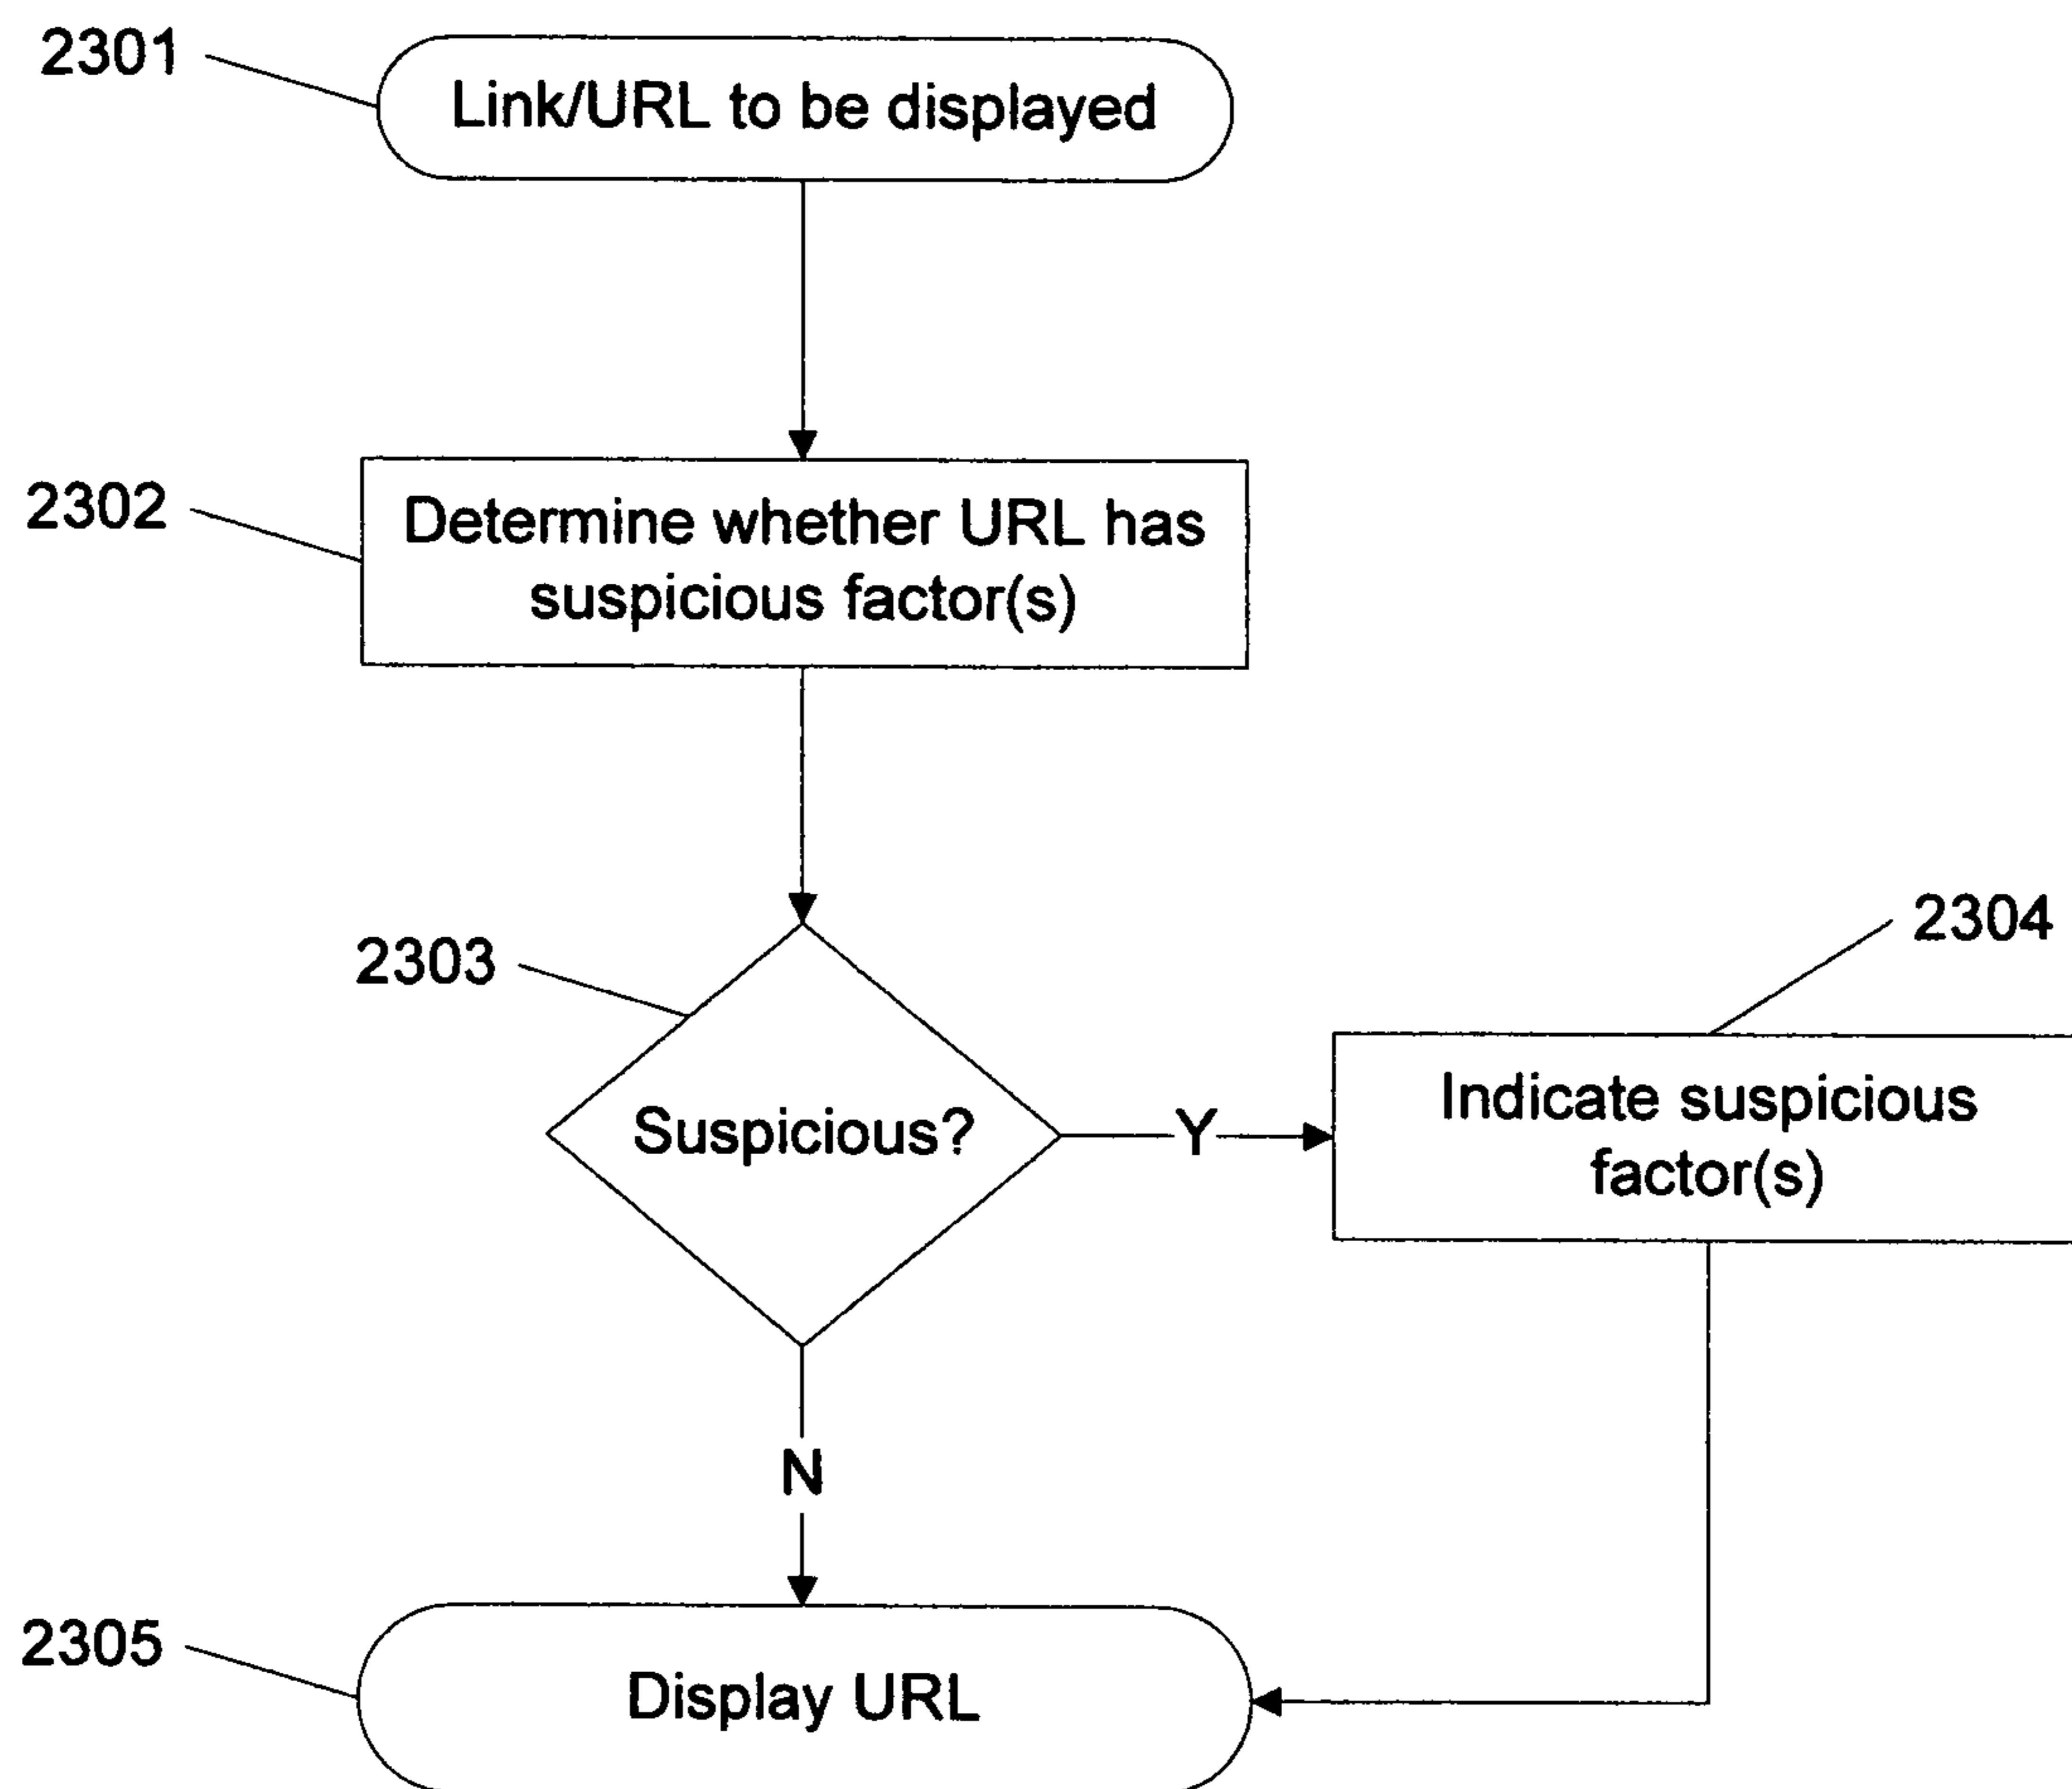 2301
Link/URL to be displayed
2302
Determine whether URL has
suspicious factor(s)
2303
Suspicious?
Y
2304
Indicate suspicious
factor(s)
N
2305
Display URL